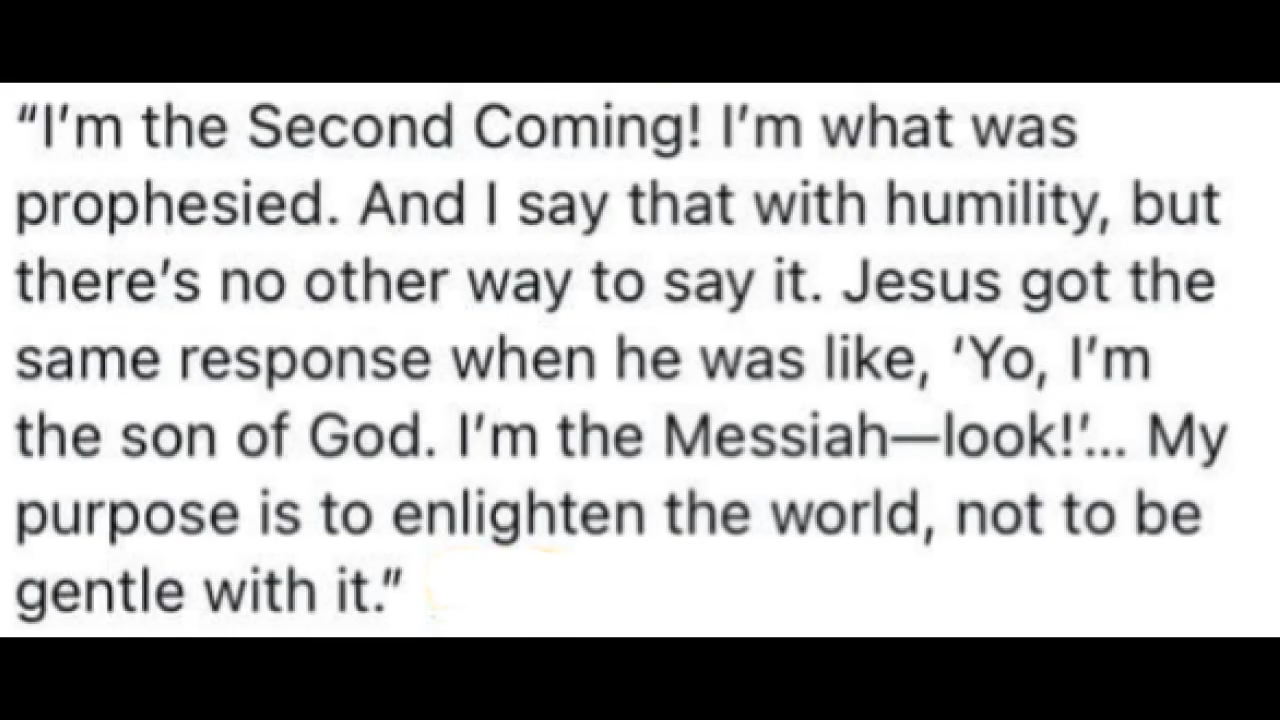 “I’m the Second Coming! I’m what was
prophesied. And I say that with humility, but
there’s no other way to say it. Jesus got the
same response when he was like, ‘Yo, I’m
the son of God. I’m the Messiah—look!’... My
purpose is to enlighten the world, not to be
gentle with it.”